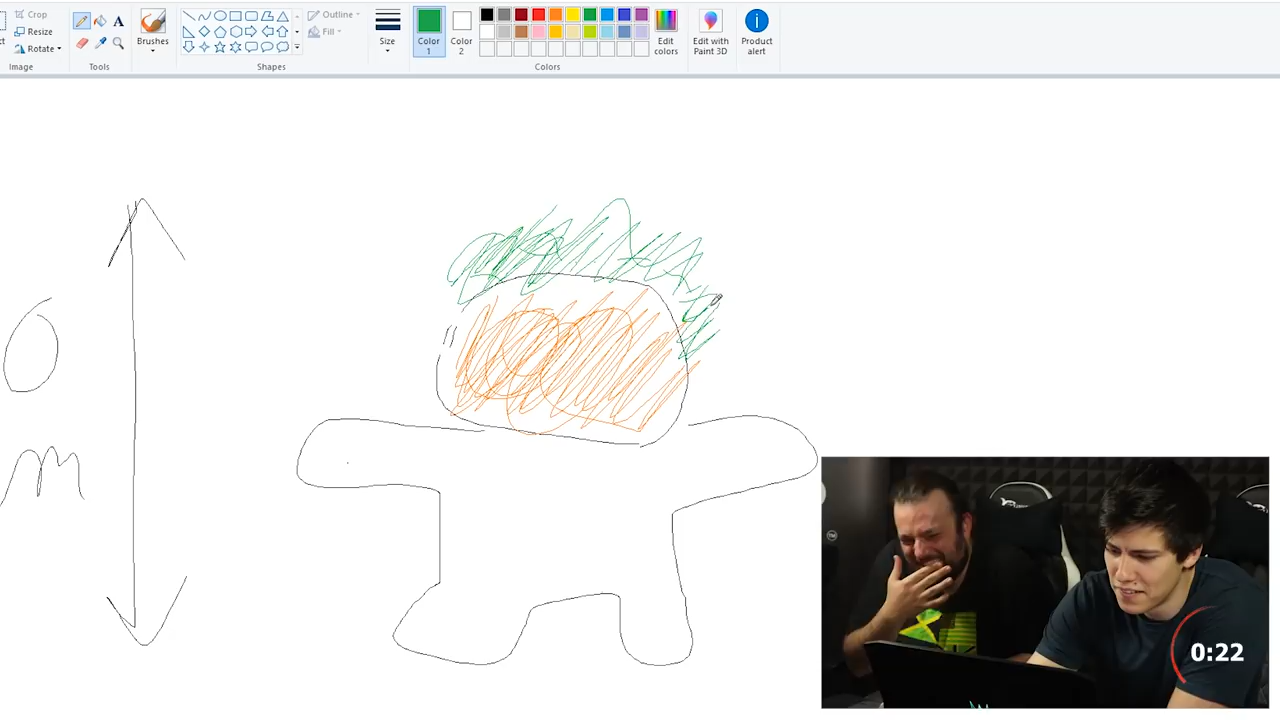 Crop
Resize
Rotate
Image
Tools
Brushes
Shapes
Outline
Fill
Size
Color 1
Color 2
Colors
Edit colors
Edit with Paint 3D
Product alert
0
m
0:22